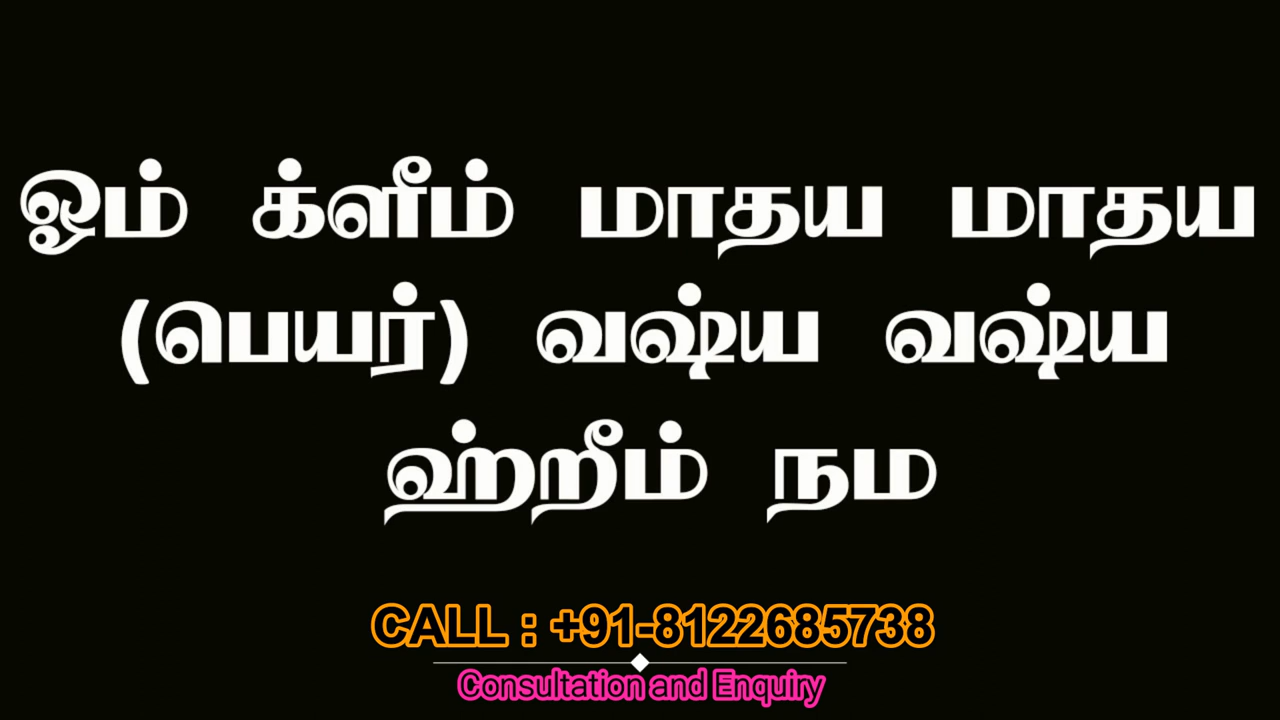 ஓம் க்ளீம் மாதய மாதய
(பெயர்) வஷ்ய வஷ்ய
ஹ்றீம் நம
CALL : +91-8122685738
Consultation and Enquiry